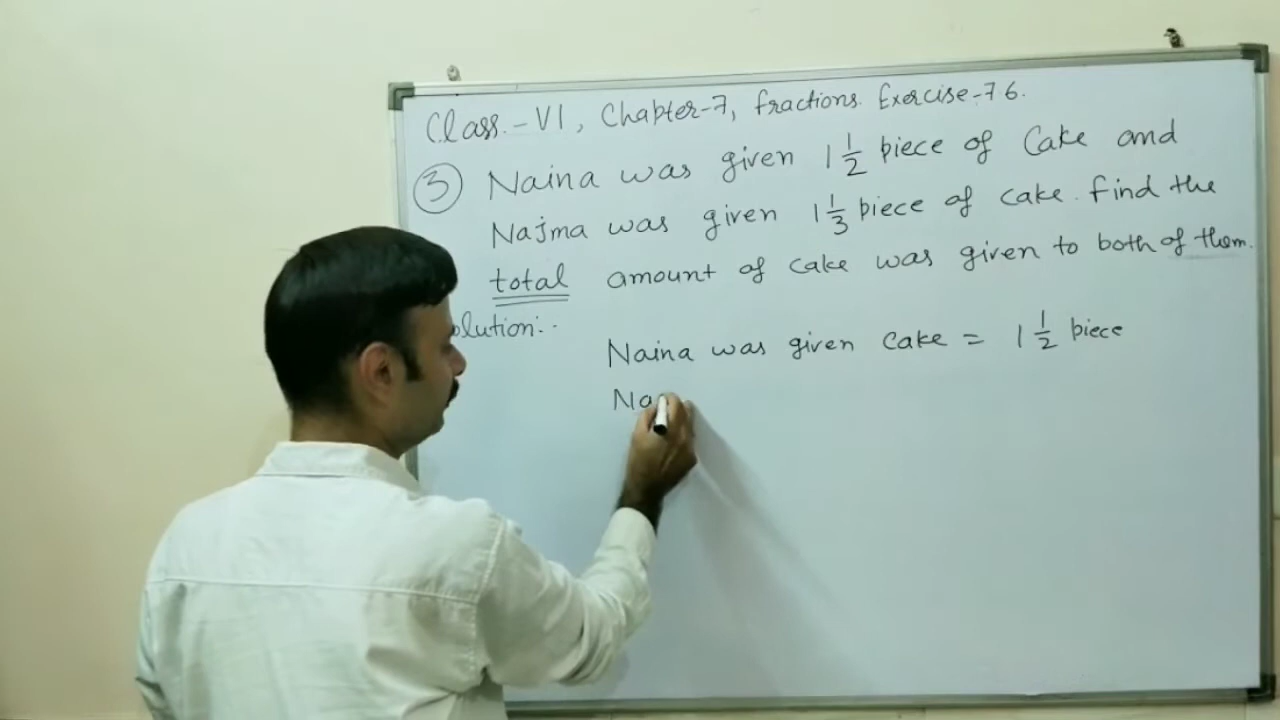 Class.-VI, Chapter-7, fractions. Exercise-7.6.
③ Naina was given 1 1/2 piece of Cake and
Najma was given 1 1/3 piece of cake. Find the
total amount of cake was given to both of them.
olution:-
Naina was given Cake = 1 1/2 piece
Na